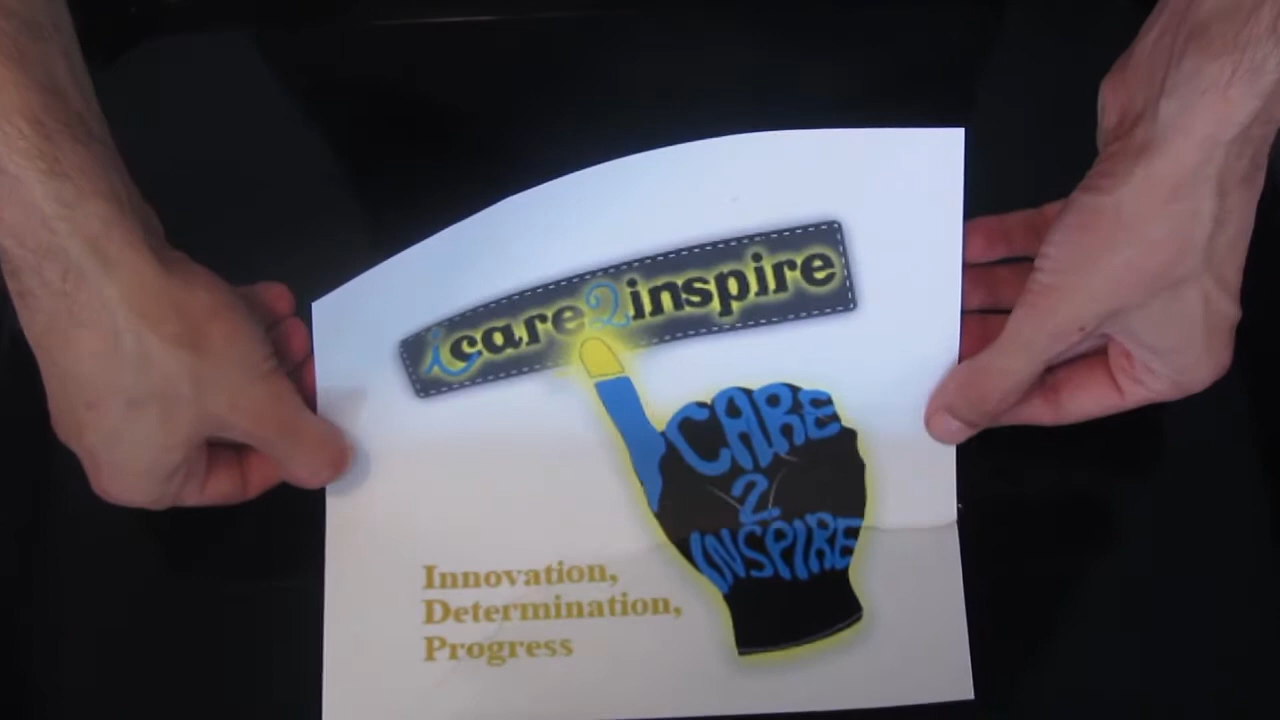 icare2inspire
CARE
2
INSPIRE
Innovation,
Determination,
Progress